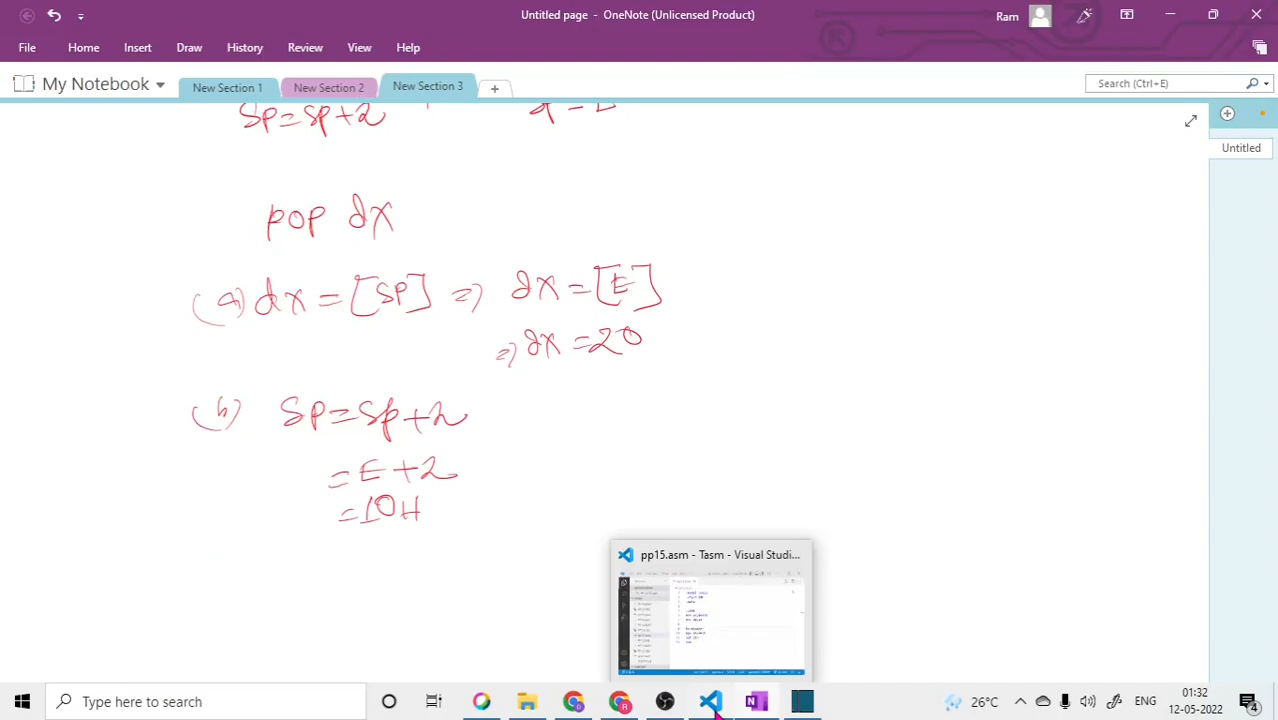 Untitled page - OneNote (Unlicensed Product)
Ram
File Home Insert Draw History Review View Help
My Notebook
New Section 1
New Section 2
New Section 3
Search (Ctrl+E)
Untitled
SP=SP+2
pop dx
(a) dx = [SP] => dx = [E]
=> dx = 20
(b) SP=SP+2
= E+2
=10H
pp15.asm - Tasm - Visual Studi...
Type here to search
26°C
ENG
01:32
12-05-2022
4